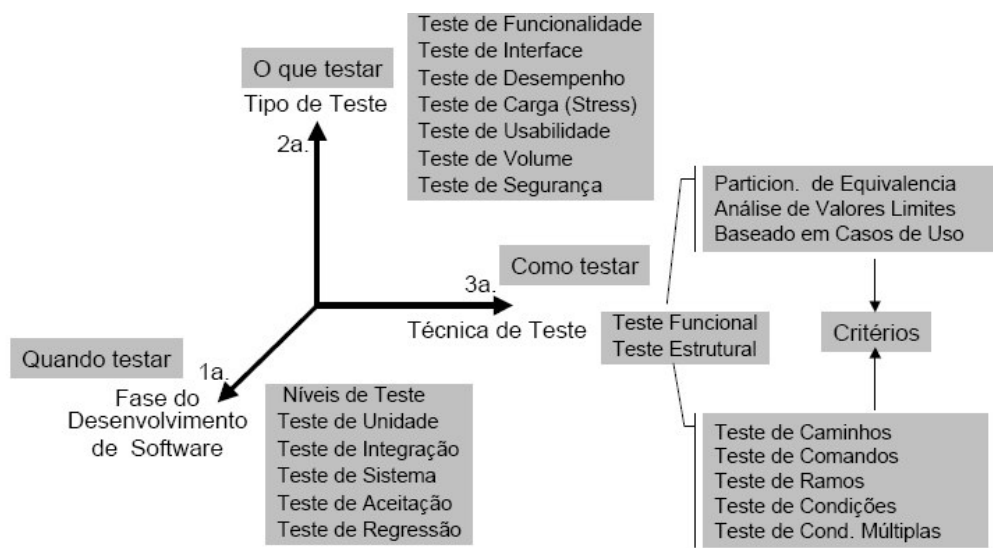 O que testar
Tipo de Teste
2a.
Teste de Funcionalidade
Teste de Interface
Teste de Desempenho
Teste de Carga (Stress)
Teste de Usabilidade
Teste de Volume
Teste de Segurança
Como testar
3a.
Técnica de Teste
Particion. de Equivalencia
Análise de Valores Limites
Baseado em Casos de Uso
Teste Funcional
Teste Estrutural
Critérios
Quando testar
1a.
Fase do
Desenvolvimento
de Software
Níveis de Teste
Teste de Unidade
Teste de Integração
Teste de Sistema
Teste de Aceitação
Teste de Regressão
Teste de Caminhos
Teste de Comandos
Teste de Ramos
Teste de Condições
Teste de Cond. Múltiplas